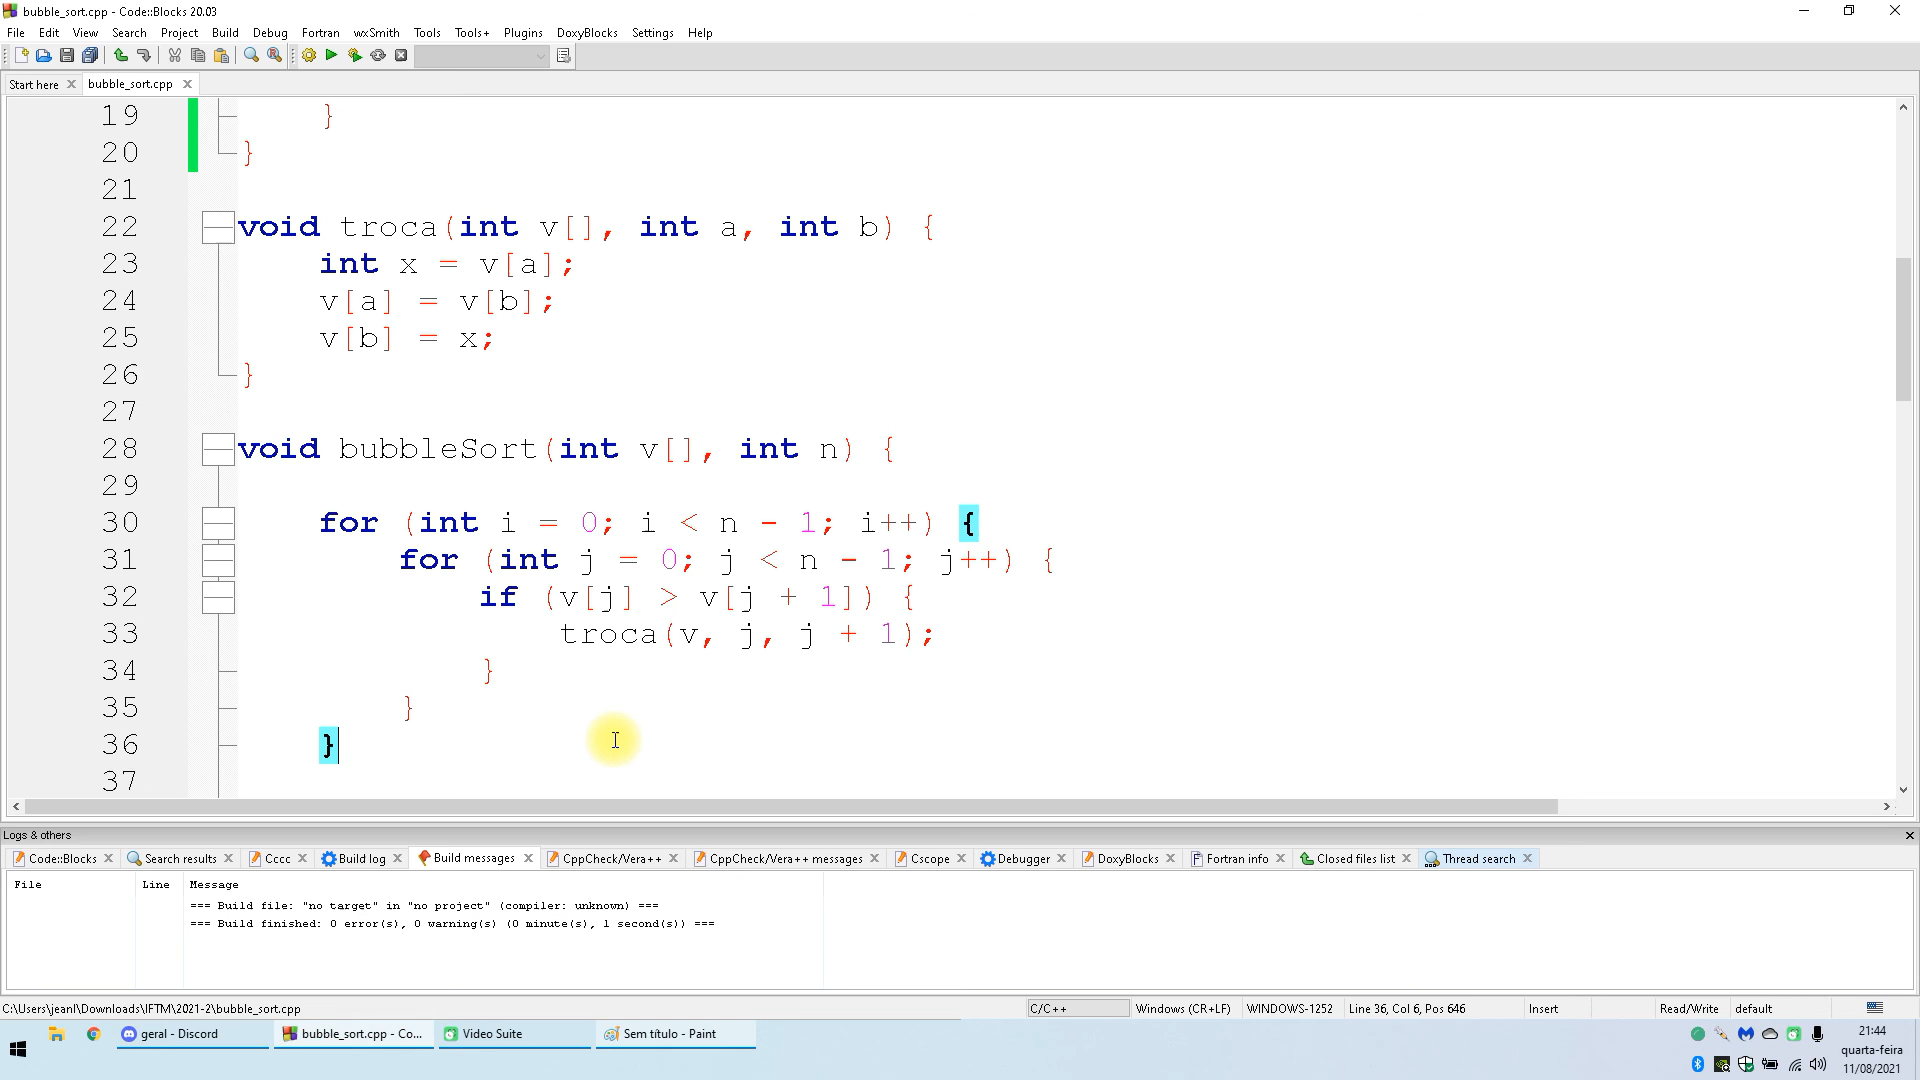 bubble_sort.cpp - Code::Blocks 20.03
File Edit View Search Project Build Debug Fortran wxSmith Tools Tools+ Plugins DoxyBlocks Settings Help
Start here bubble_sort.cpp
19 }
20 }
21
22 void troca(int v[], int a, int b) {
23 int x = v[a];
24 v[a] = v[b];
25 v[b] = x;
26 }
27
28 void bubbleSort(int v[], int n) {
29
30 for (int i = 0; i < n - 1; i++) {
31 for (int j = 0; j < n - 1; j++) {
32 if (v[j] > v[j + 1]) {
33 troca(v, j, j + 1);
34 }
35 }
36 }
37
Logs & others
Code::Blocks Search results Cccc Build log Build messages CppCheck/Vera++ CppCheck/Vera++ messages Cscope Debugger DoxyBlocks Fortran info Closed files list Thread search
File Line Message
=== Build file: "no target" in "no project" (compiler: unknown) ===
=== Build finished: 0 error(s), 0 warning(s) (0 minute(s), 1 second(s)) ===
C:\Users\jeanl\Downloads\IFTM\2021-2\bubble_sort.cpp C/C++ Windows (CR+LF) WINDOWS-1252 Line 36, Col 6, Pos 646 Insert Read/Write default
geral - Discord bubble_sort.cpp - Co... Video Suite Sem título - Paint
21:44
quarta-feira
11/08/2021